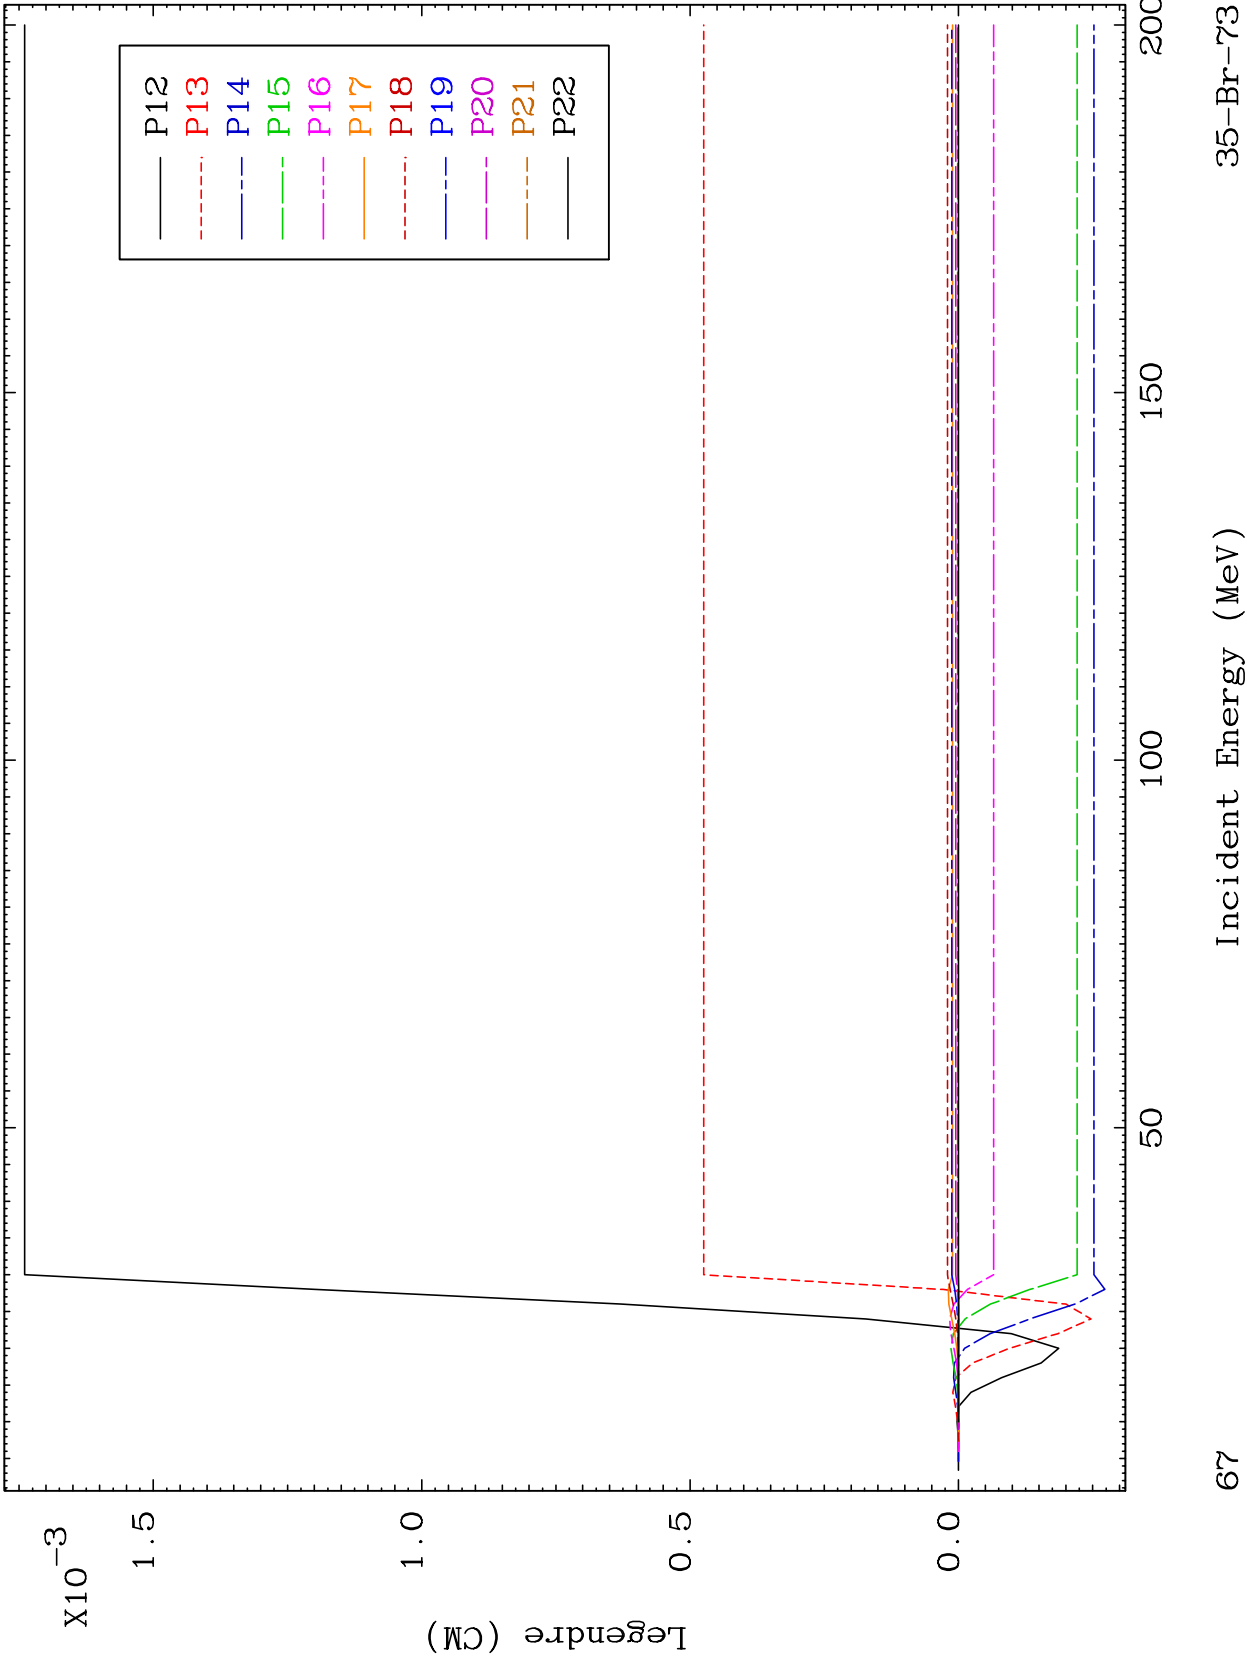 X10-3
1.5
1.0
0.5
0.0
Legendre (CM)
P12
P13
P14
P15
P16
P17
P18
P19
P20
P21
P22
50
100
150
200
Incident Energy (MeV)
67
35-Br-73